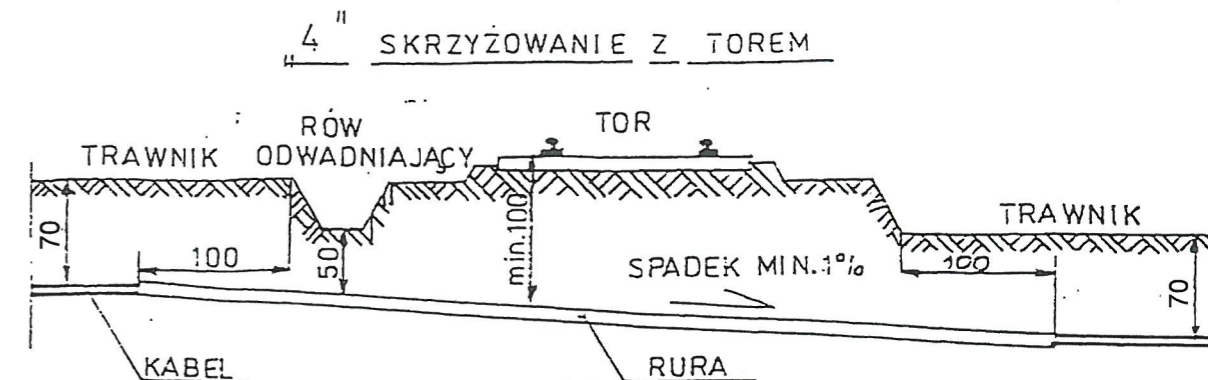 „4" SKRZYŻOWANIE Z TOREM
RÓW
TOR
TRAWNIK ODWADNIAJĄCY
TRAWNIK
70
100
50
min.100
SPADEK MIN.1%
100
70
KABEL
RURA